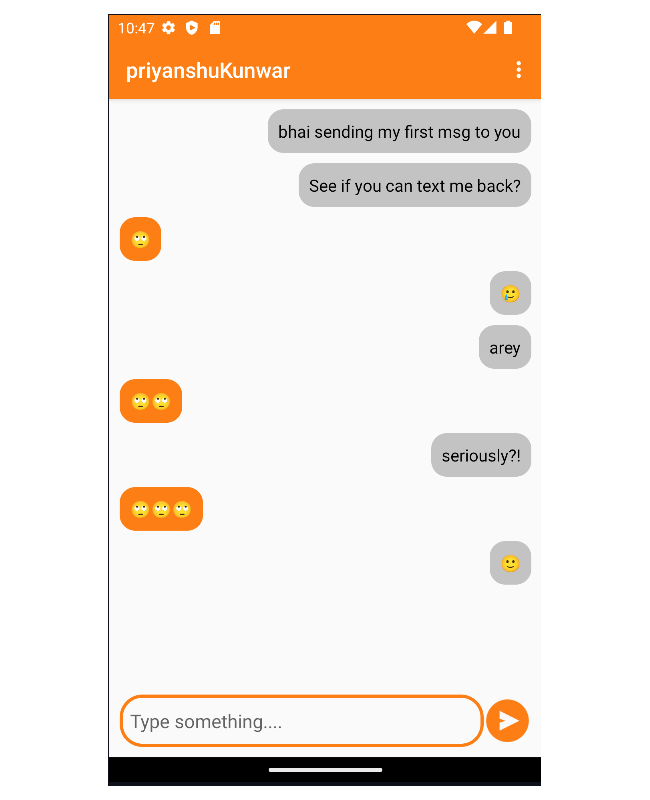 10:47
priyanshuKunwar
bhai sending my first msg to you
See if you can text me back?
🙄
🥲
arey
🙄🙄
seriously?!
🙄🙄🙄
🙂
Type something....